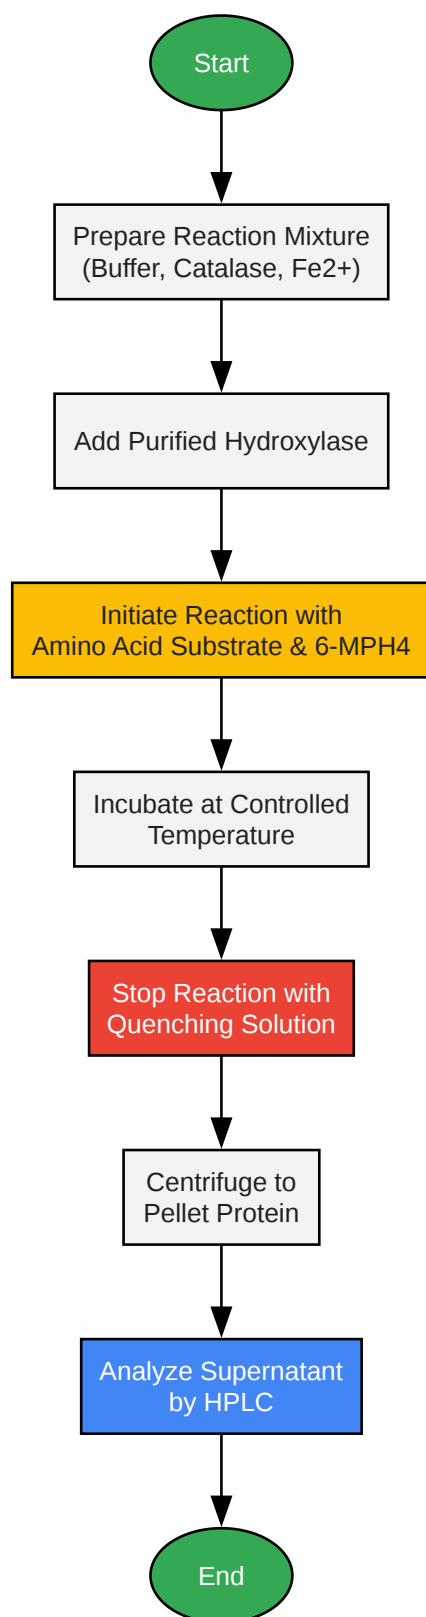 Start
Prepare Reaction Mixture
(Buffer, Catalase, Fe2+)
Add Purified Hydroxylase
Initiate Reaction with
Amino Acid Substrate & 6-MPH4
Incubate at Controlled
Temperature
Stop Reaction with
Quenching Solution
Centrifuge to
Pellet Protein
Analyze Supernatant
by HPLC
End